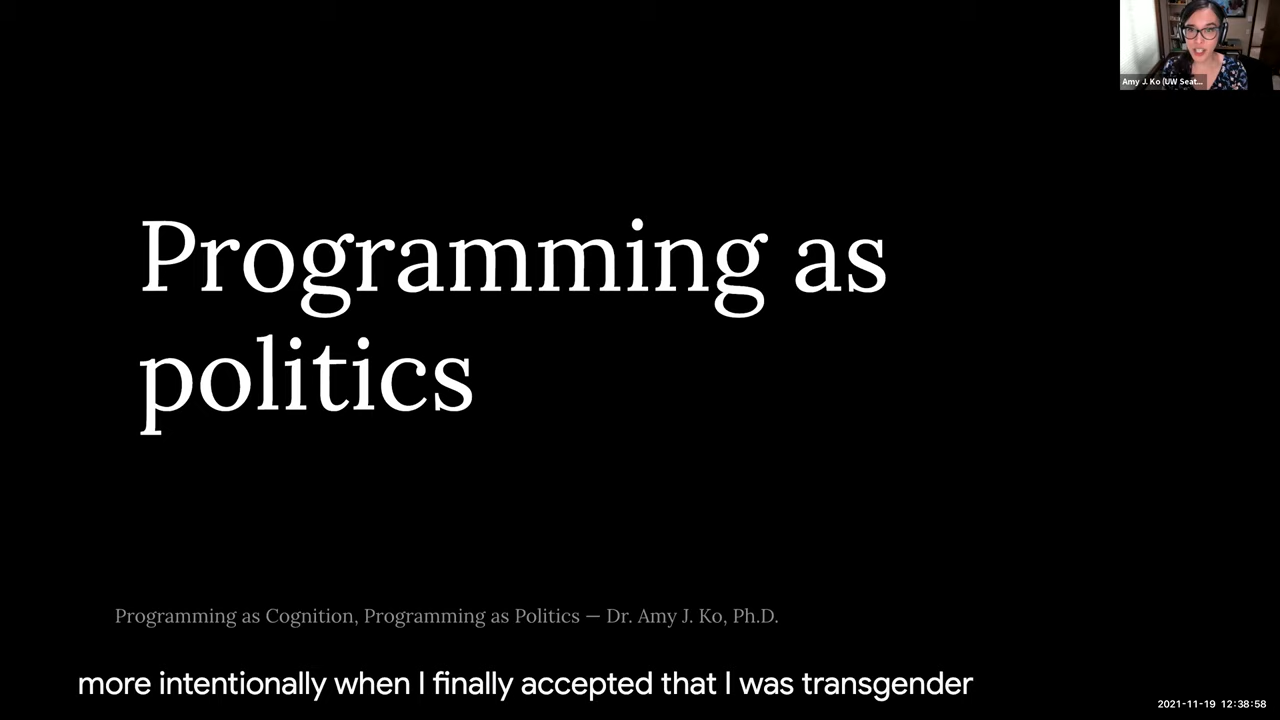 Amy J. Ko (UW Seat...
Programming as
politics
Programming as Cognition, Programming as Politics — Dr. Amy J. Ko, Ph.D.
more intentionally when I finally accepted that I was transgender
2021-11-19 12:38:58